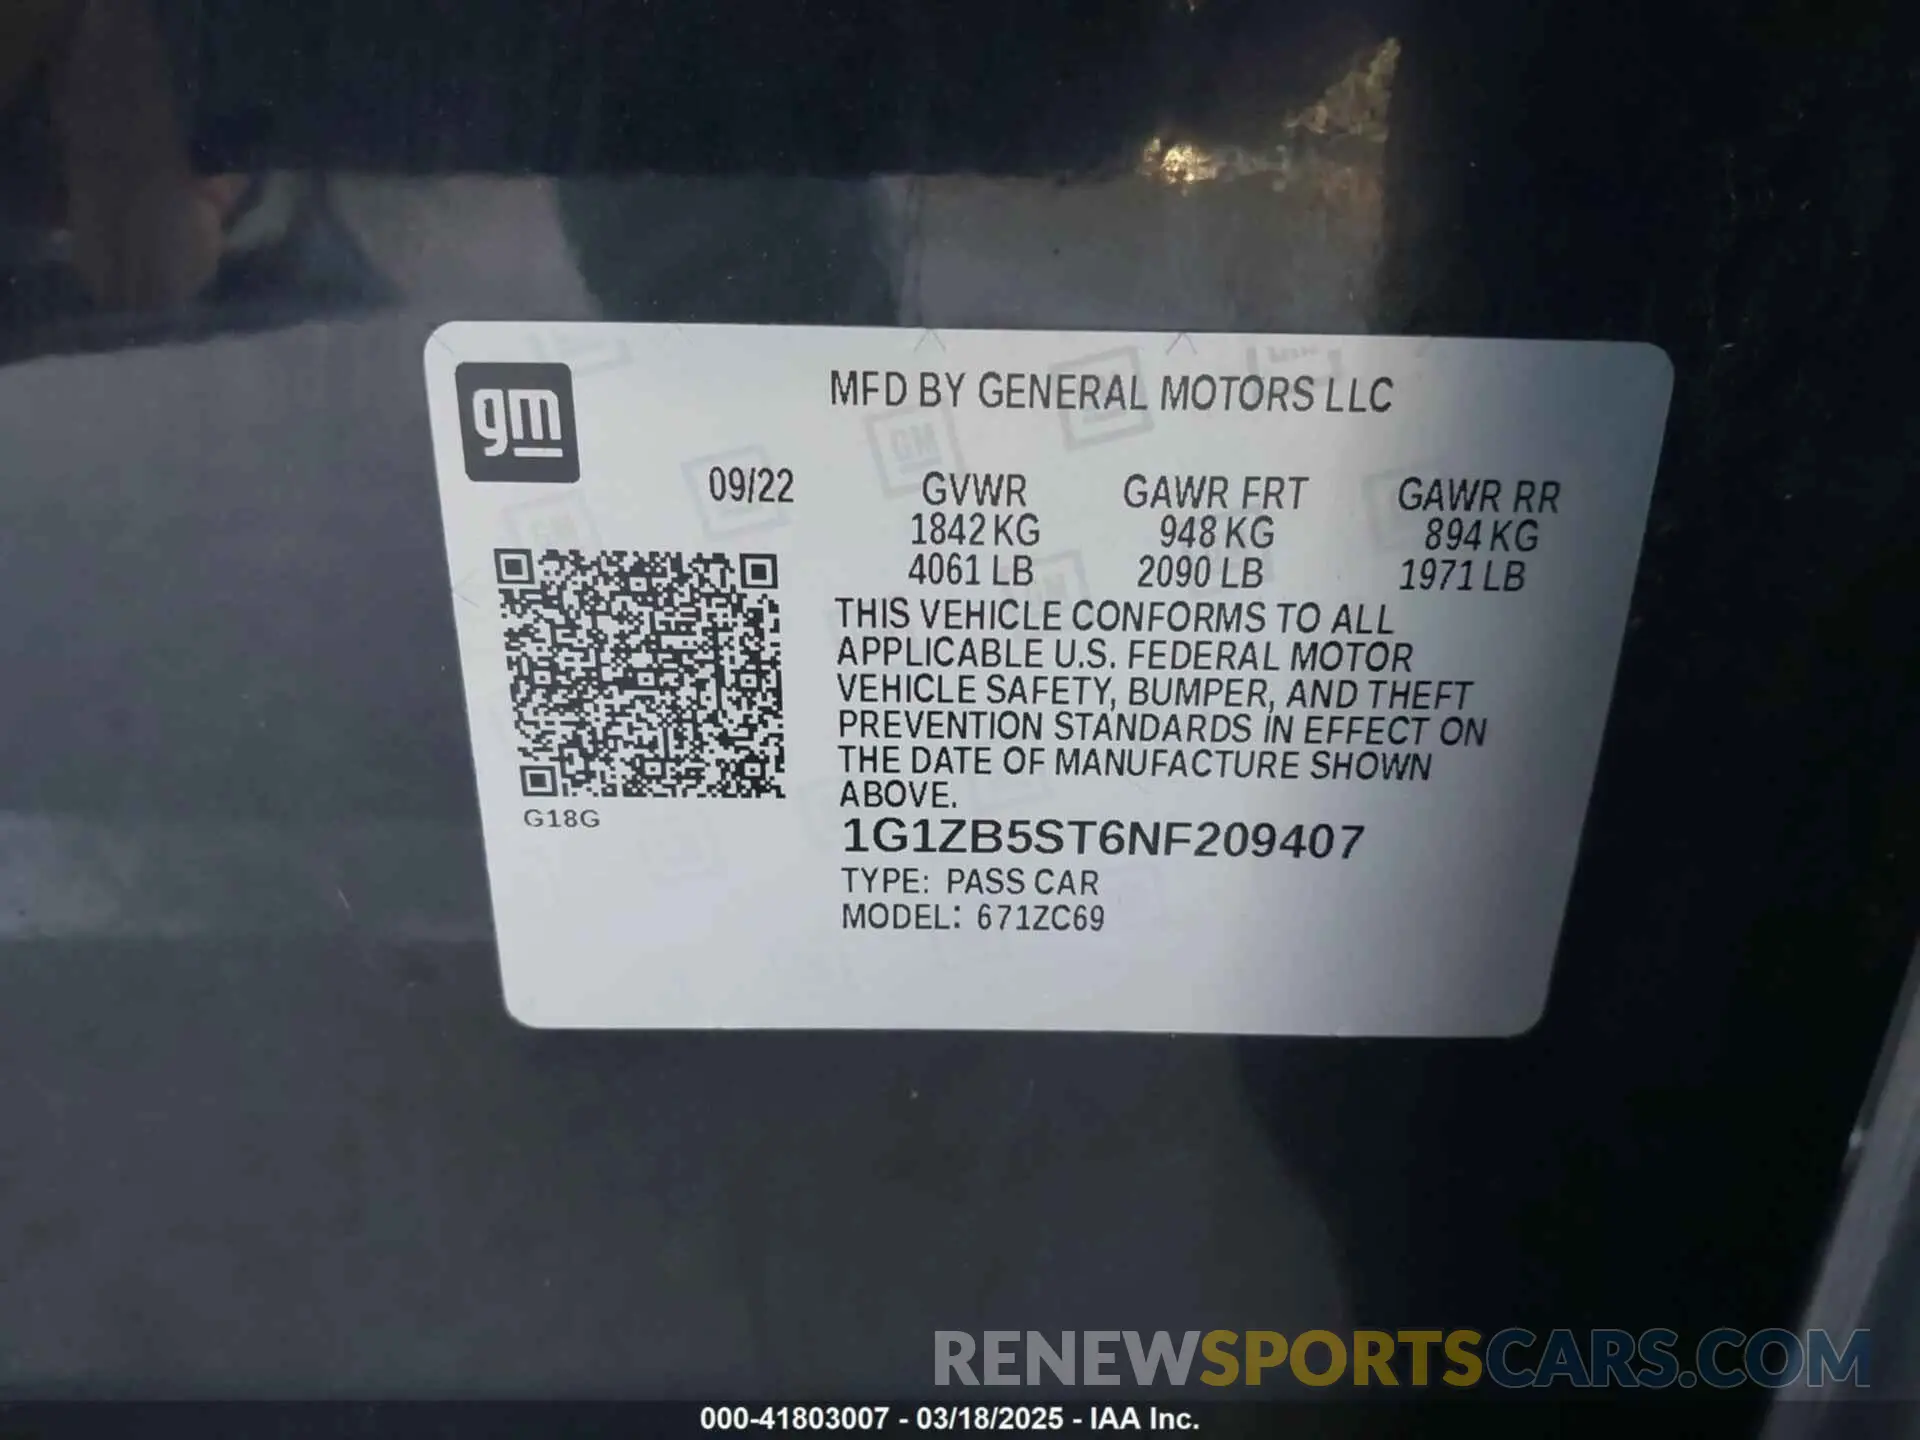 gm
MFD BY GENERAL MOTORS LLC
09/22
GVWR GAWR FRT GAWR RR
1842 KG 948 KG 894 KG
4061 LB 2090 LB 1971 LB
THIS VEHICLE CONFORMS TO ALL
APPLICABLE U.S. FEDERAL MOTOR
VEHICLE SAFETY, BUMPER, AND THEFT
PREVENTION STANDARDS IN EFFECT ON
THE DATE OF MANUFACTURE SHOWN
ABOVE.
G18G
1G1ZB5ST6NF209407
TYPE: PASS CAR
MODEL: 671ZC69
RENEWSPORTSCARS.COM
000-41803007 - 03/18/2025 - IAA Inc.